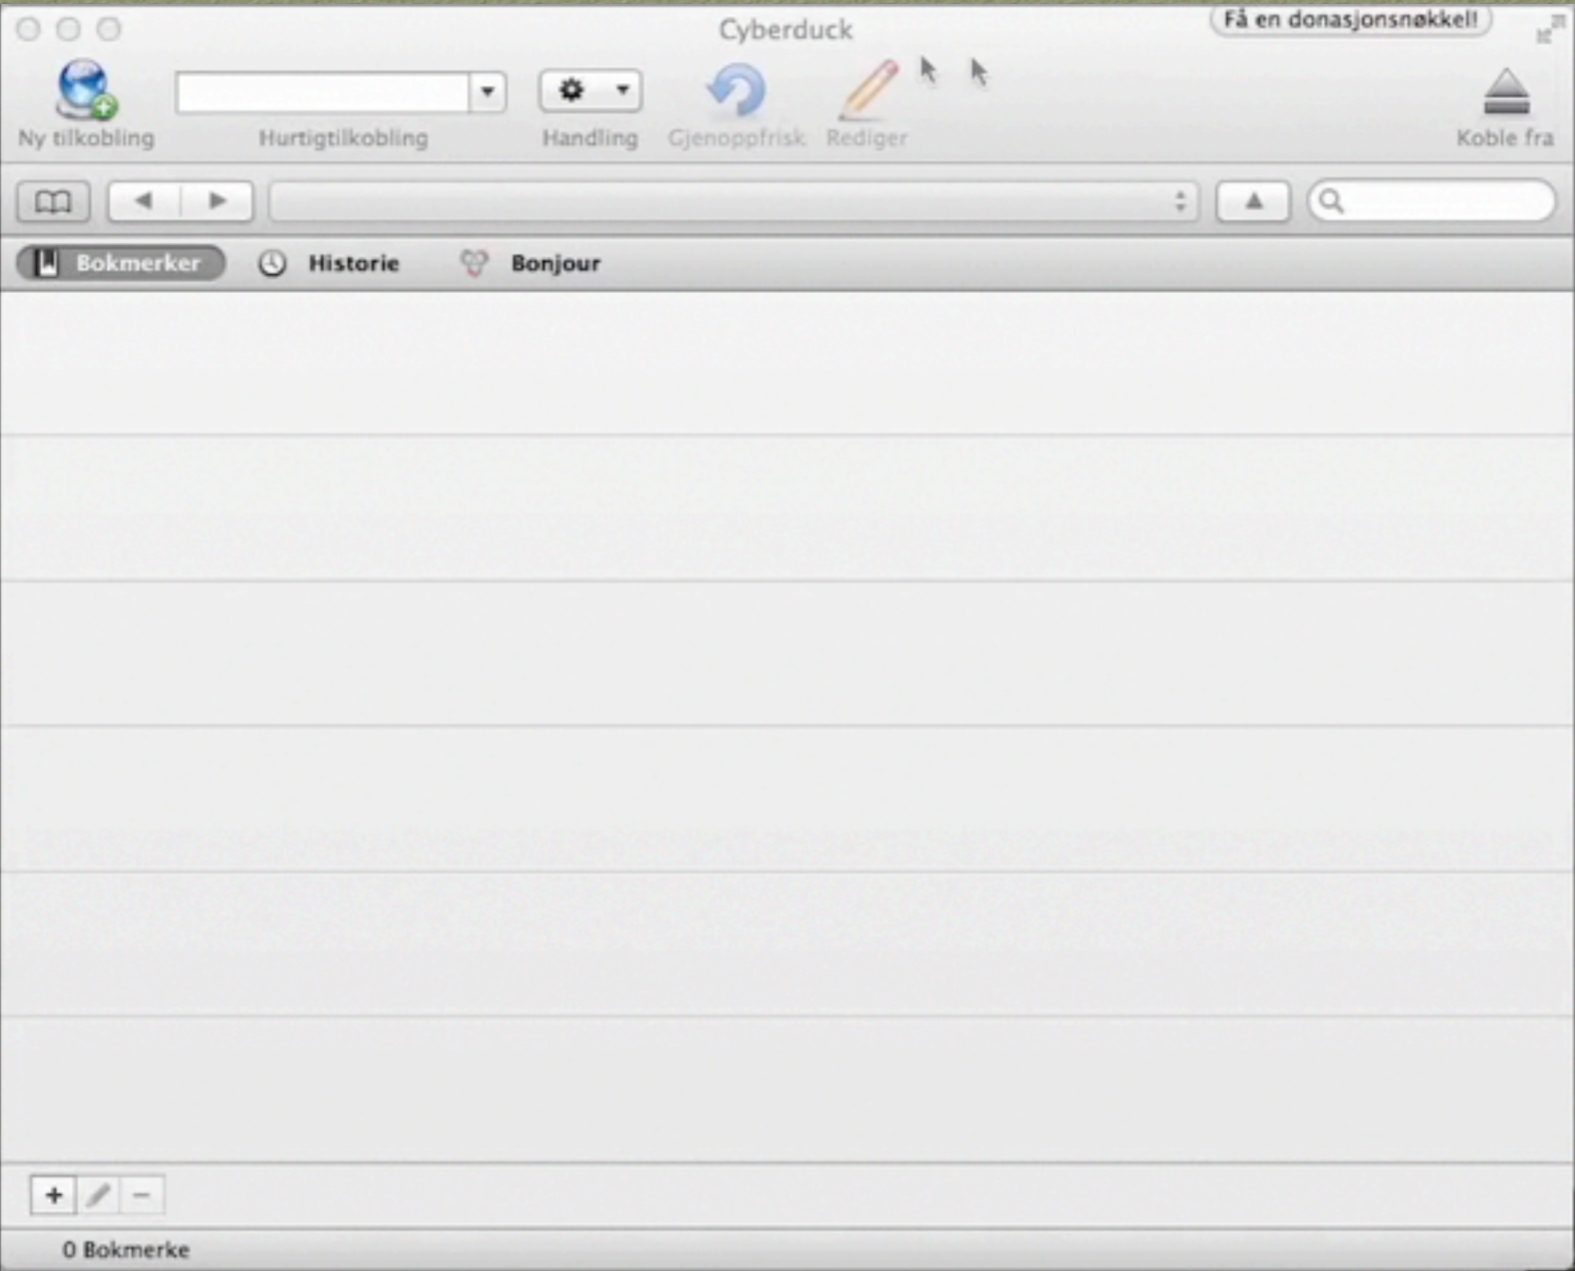 Cyberduck
Få en donasjonsnøkkel!
Ny tilkobling
Hurtigtilkobling
Handling
Gjenoppfrisk
Rediger
Koble fra
Bokmerker
Historie
Bonjour
0 Bokmerke